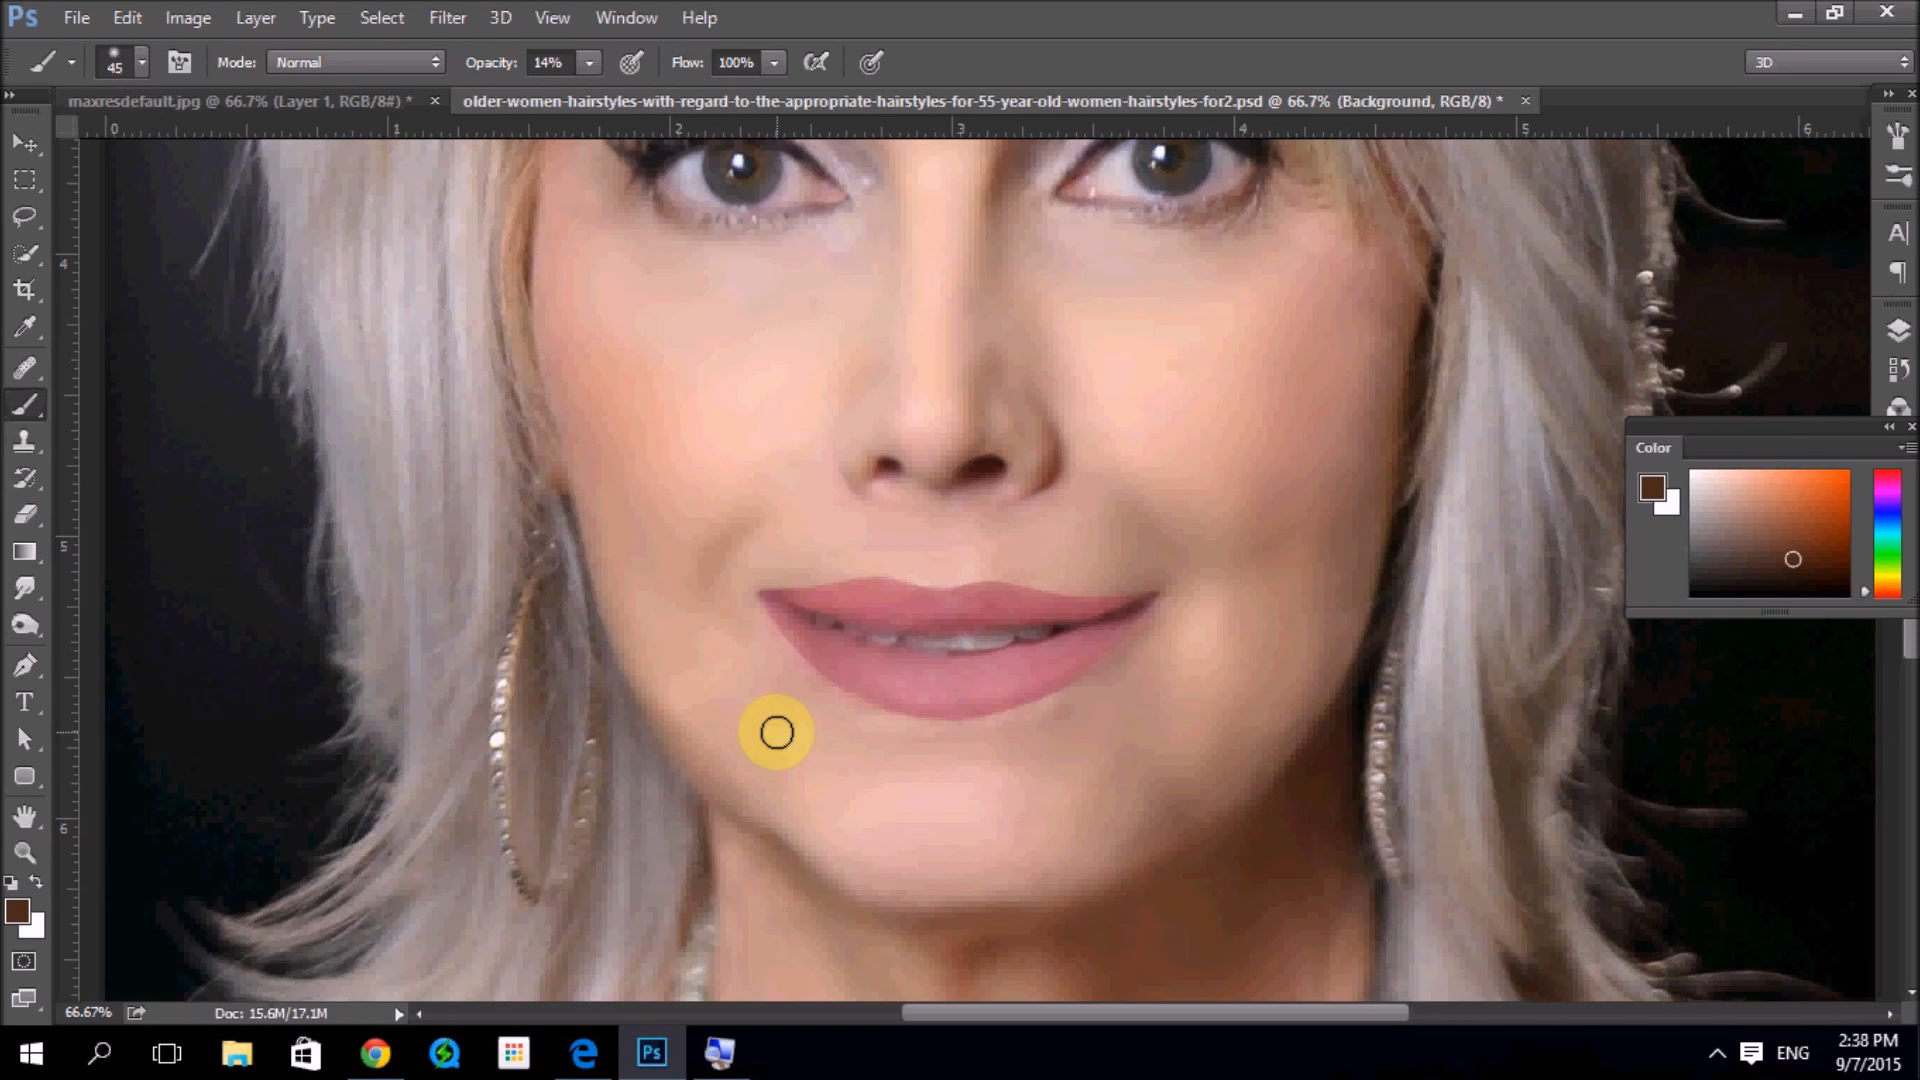 Ps File Edit Image Layer Type Select Filter 3D View Window Help
45 Mode: Normal Opacity: 14% Flow: 100% 3D
maxresdefault.jpg @ 66.7% (Layer 1, RGB/8#) * older-women-hairstyles-with-regard-to-the-appropriate-hairstyles-for-55-year-old-women-hairstyles-for2.psd @ 66.7% (Background, RGB/8) *
0 1 2 3 4 5 6
4
5
6
Color
66.67% Doc: 15.6M/17.1M
Ps ENG 2:38 PM
9/7/2015